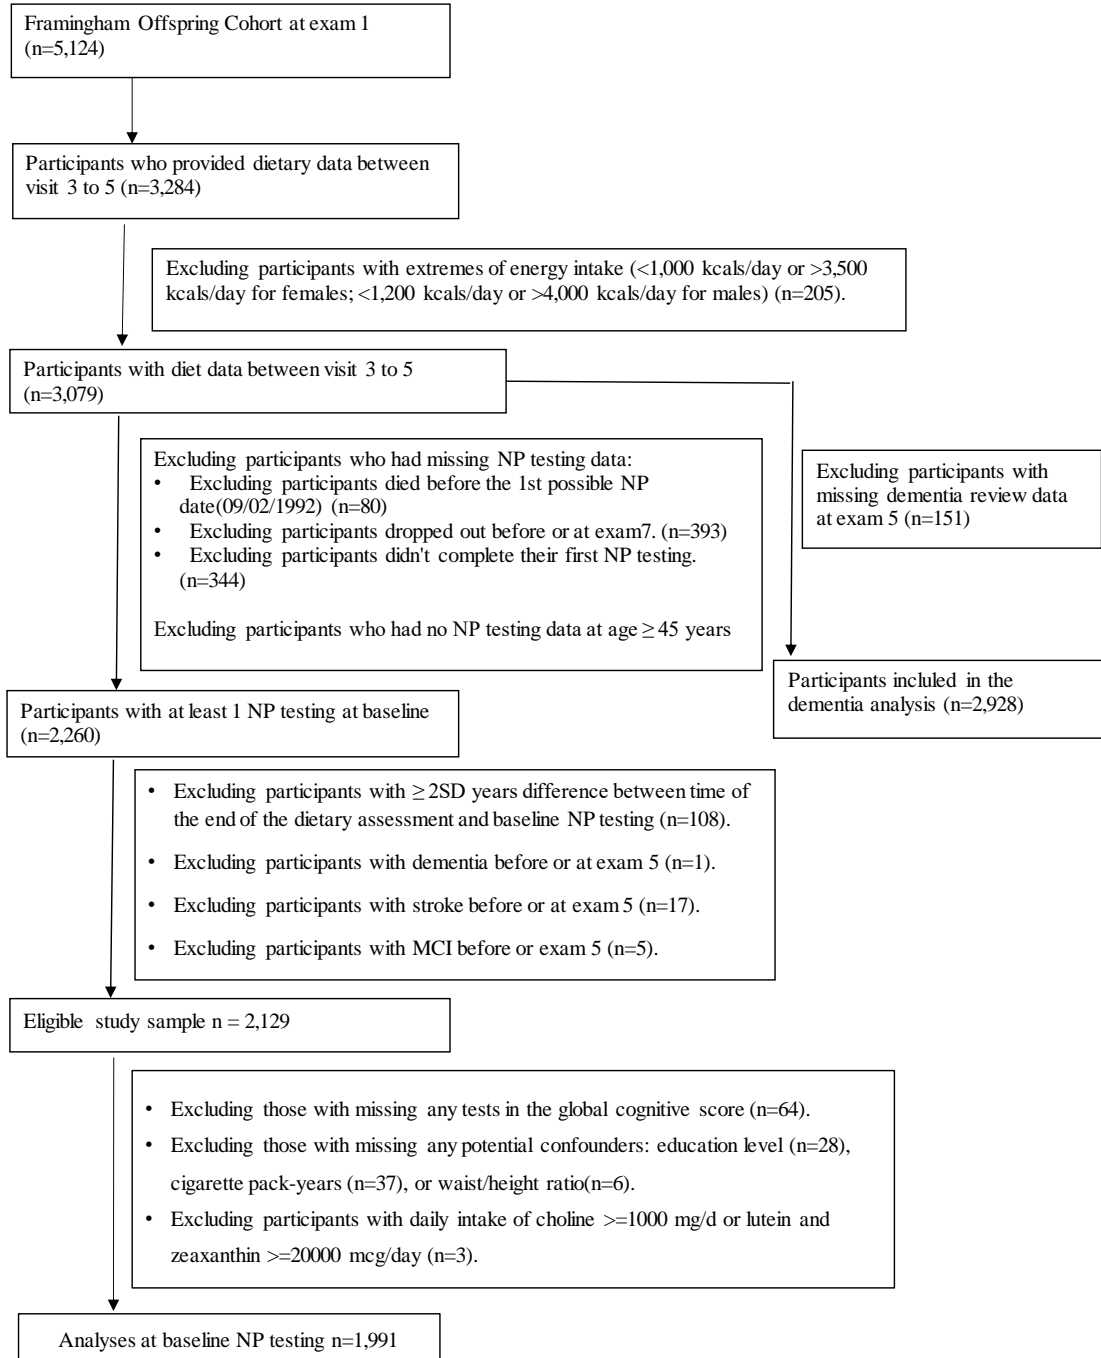 Framingham Offspring Cohort at exam 1
(n=5,124)
Participants who provided dietary data between
visit 3 to 5 (n=3,284)
Excluding participants with extremes of energy intake (<1,000 kcals/day or >3,500
kcals/day for females; <1,200 kcals/day or >4,000 kcals/day for males) (n=205).
Participants with diet data between visit 3 to 5
(n=3,079)
Excluding participants who had missing NP testing data:
• Excluding participants died before the 1st possible NP
date(09/02/1992) (n=80)
• Excluding participants dropped out before or at exam7. (n=393)
• Excluding participants didn't complete their first NP testing.
(n=344)
Excluding participants who had no NP testing data at age ≥ 45 years
Excluding participants with
missing dementia review data
at exam 5 (n=151)
Participants included in the
dementia analysis (n=2,928)
Participants with at least 1 NP testing at baseline
(n=2,260)
• Excluding participants with ≥ 2SD years difference between time of
the end of the dietary assessment and baseline NP testing (n=108).
• Excluding participants with dementia before or at exam 5 (n=1).
• Excluding participants with stroke before or at exam 5 (n=17).
• Excluding participants with MCI before or exam 5 (n=5).
Eligible study sample n = 2,129
• Excluding those with missing any tests in the global cognitive score (n=64).
• Excluding those with missing any potential confounders: education level (n=28),
cigarette pack-years (n=37), or waist/height ratio(n=6).
• Excluding participants with daily intake of choline >=1000 mg/d or lutein and
zeaxanthin >=20000 mcg/day (n=3).
Analyses at baseline NP testing n=1,991